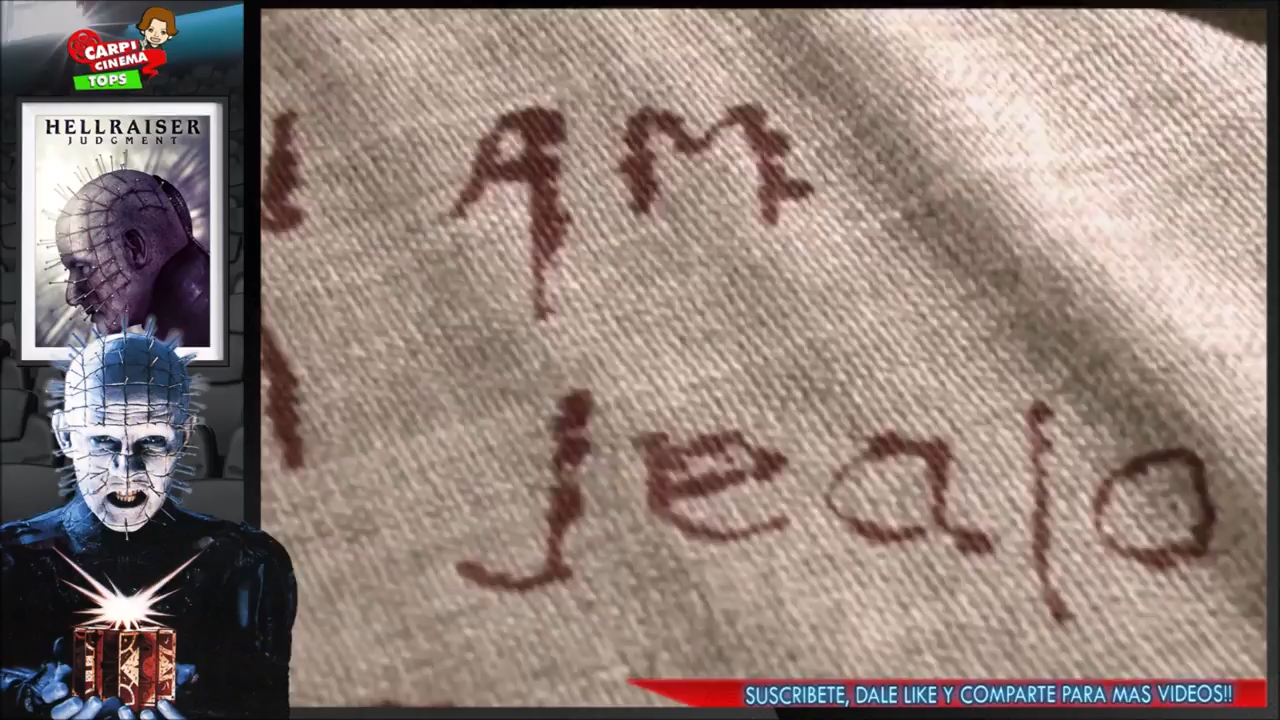 CARPI
CINEMA
TOPS
HELLRAISER
JUDGMENT
AM
jealo
SUSCRIBETE, DALE LIKE Y COMPARTE PARA MAS VIDEOS!!